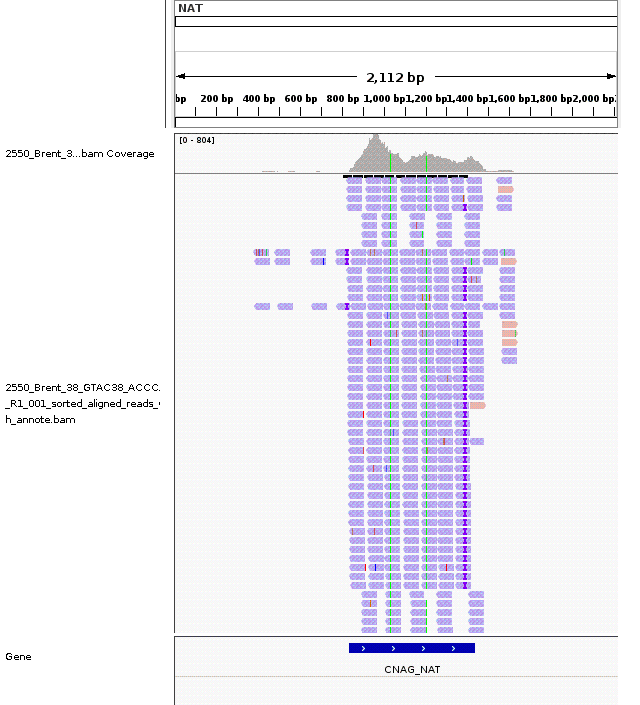 NAT
2,112 bp
bp 200 bp 400 bp 600 bp 800 bp 1,000 bp 1,200 bp 1,400 bp 1,600 bp 1,800 bp 2,000 bp
[0 - 804]
2550_Brent_3...bam Coverage
2550_Brent_38_GTAC38_ACCC.
_R1_001_sorted_aligned_reads_
h_annote.bam
Gene
CNAG_NAT